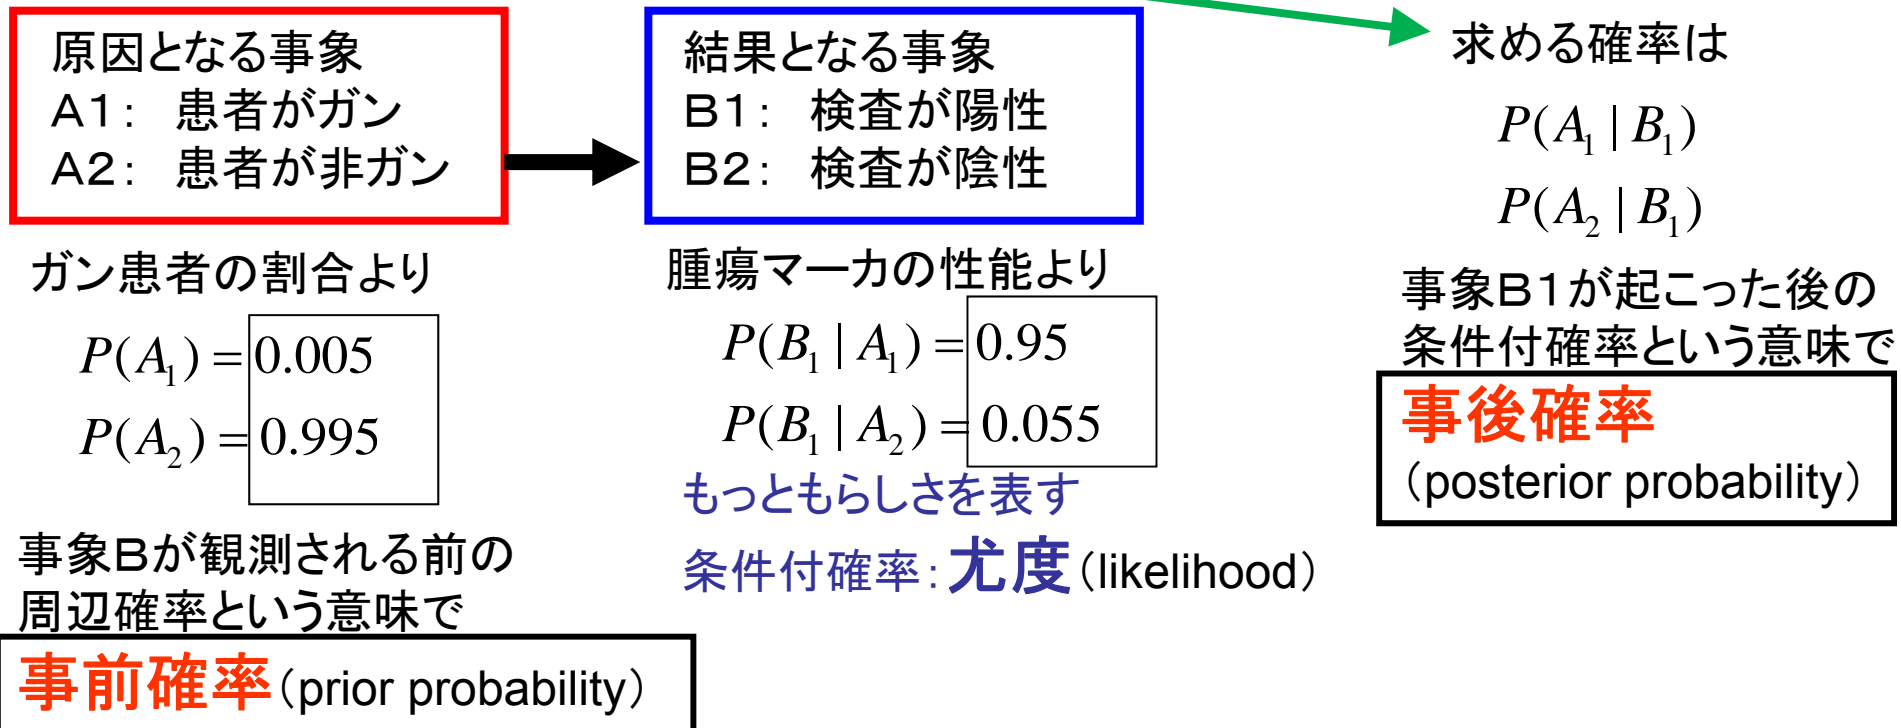 原因となる事象
A1: 患者がガン
A2: 患者が非ガン
ガン患者の割合より
P(A₁) = 0.005
P(A₂) = 0.995
事象Bが観測される前の
周辺確率という意味で
事前確率(prior probability)
結果となる事象
B1: 検査が陽性
B2: 検査が陰性
腫瘍マーカの性能より
P(B₁ | A₁) = 0.95
P(B₁ | A₂) = 0.055
もっともらしさを表す
条件付確率:尤度(likelihood)
求める確率は
P(A₁ | B₁)
P(A₂ | B₁)
事象B1が起こった後の
条件付確率という意味で
事後確率
(posterior probability)